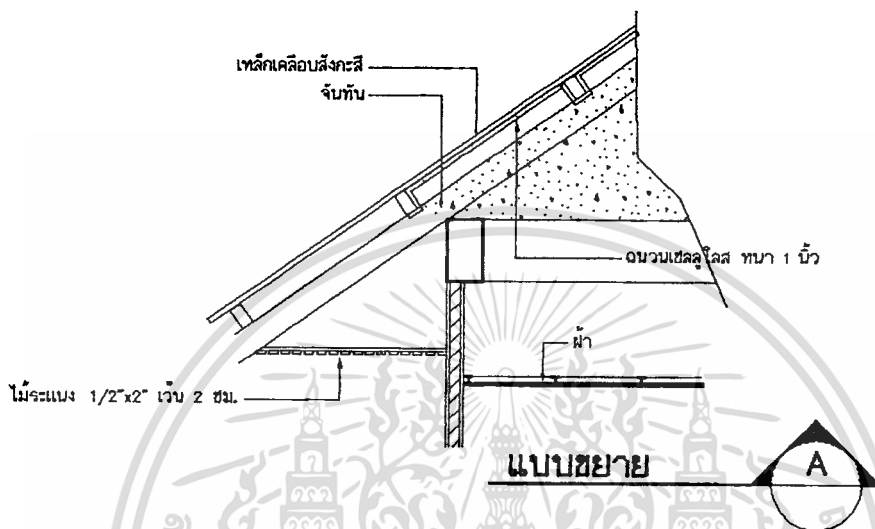 เหล็กเคลือบสังกะสี
จันทัน
ฉนวนเซลลูโลส หนา 1 นิ้ว
ฝ้า
ไม้ระแนง 1/2"x2" เว้น 2 ซม.
แบบขยาย
A